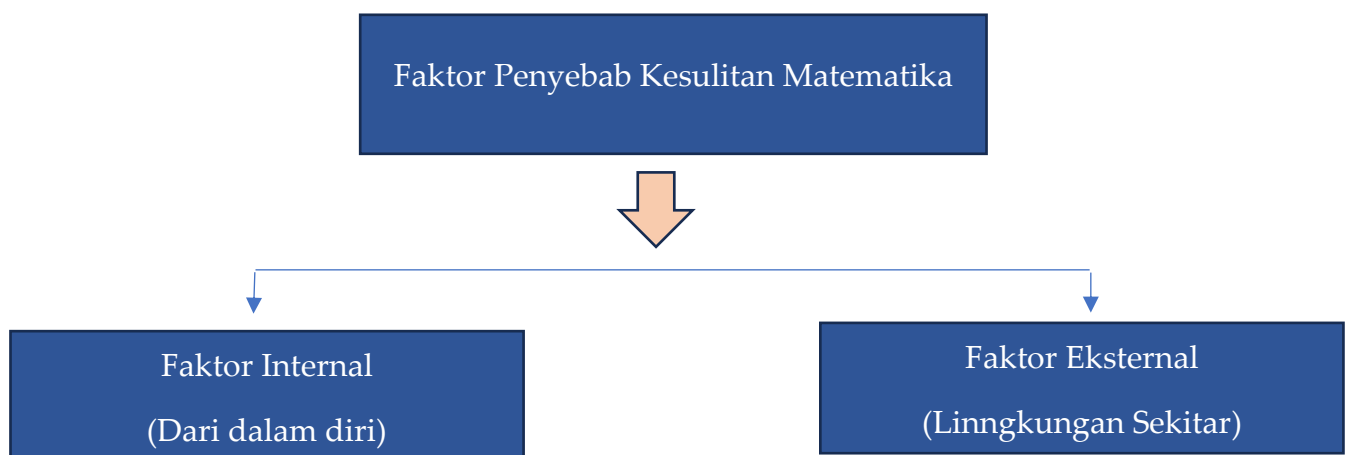 Faktor Penyebab Kesulitan Matematika
Faktor Internal
(Dari dalam diri)
Faktor Eksternal
(Linngkungan Sekitar)